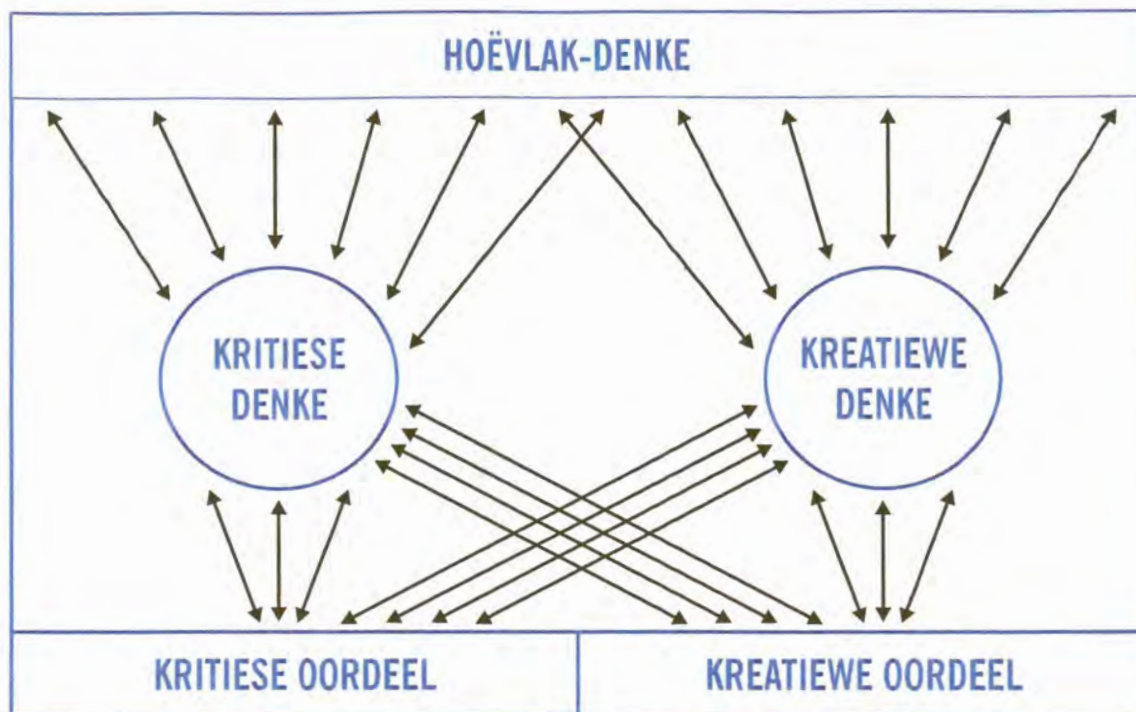 HOËVLAK-DENKE
KRITIESE
DENKE
KREATIEWE
DENKE
KRITIESE OORDEEL
KREATIEWE OORDEEL